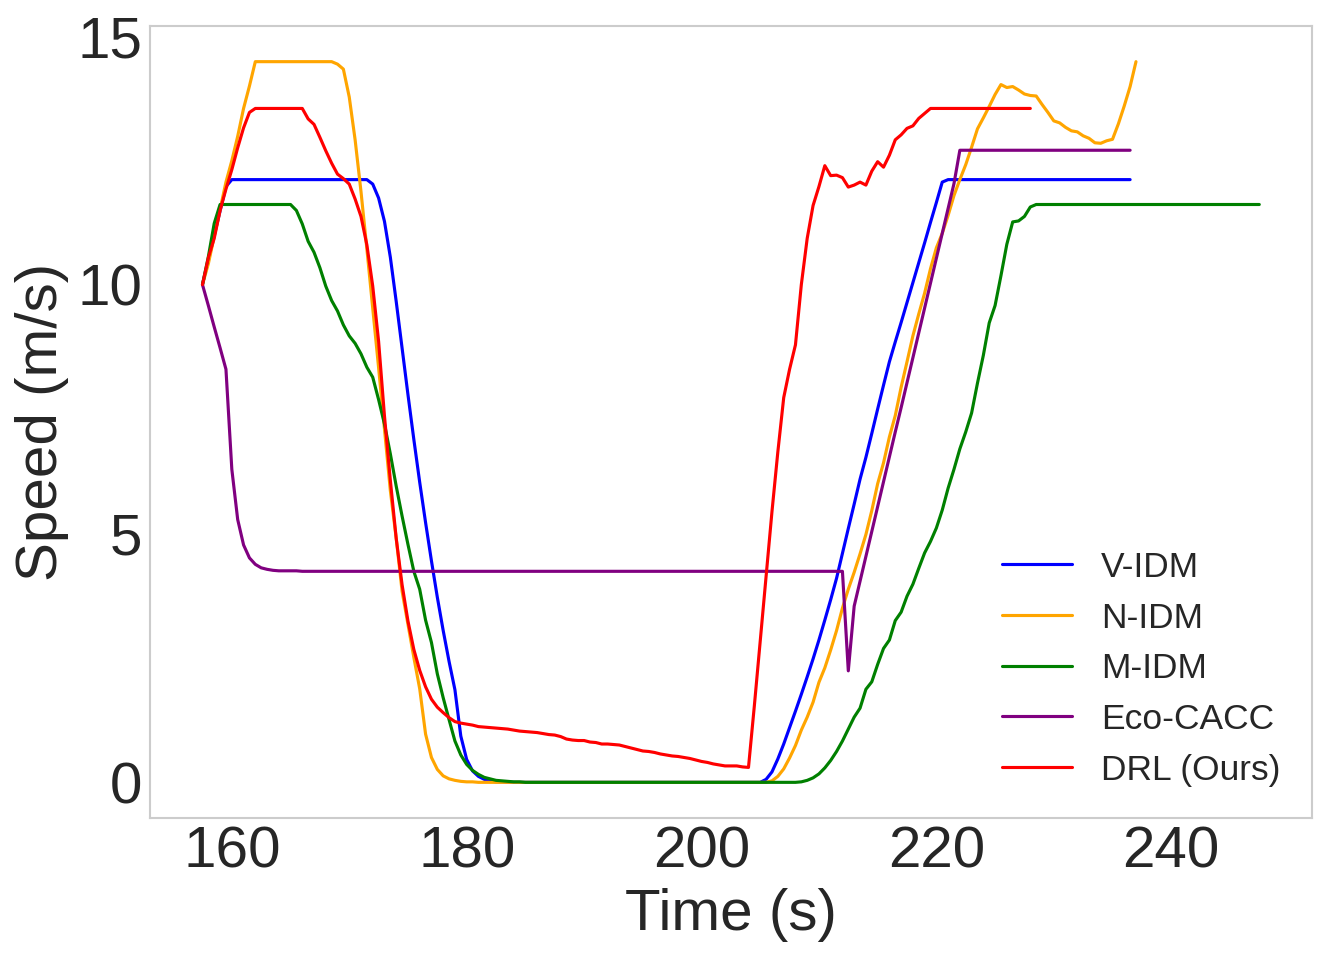 15
10
5
0
Speed (m/s)
160
180
200
220
240
Time (s)
V-IDM
N-IDM
M-IDM
Eco-CACC
DRL (Ours)